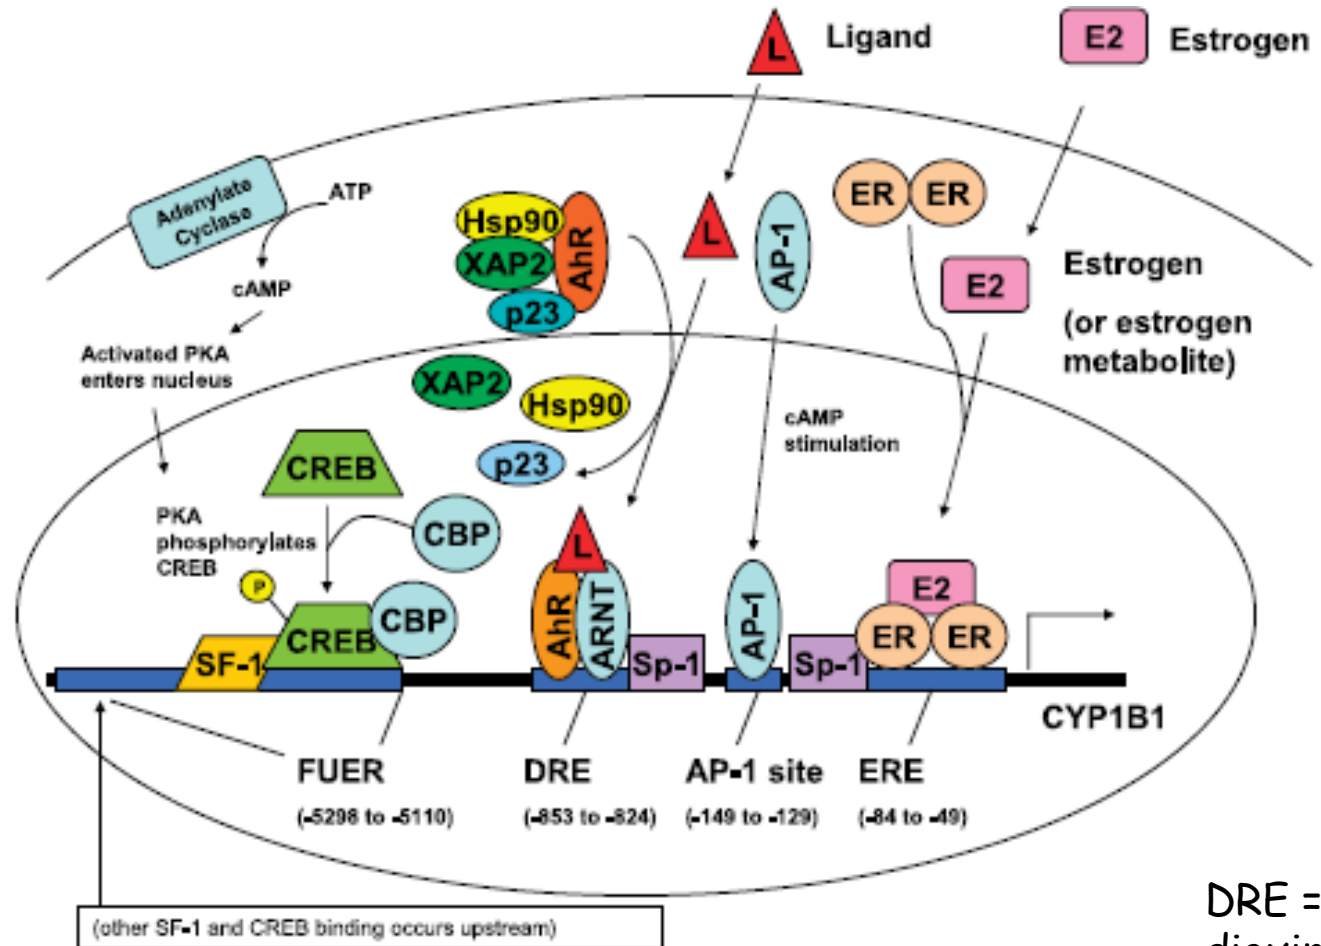 L
Ligand
E2
Estrogen
Adenylate
Cyclase
ATP
cAMP
Activated PKA
enters nucleus
Hsp90
XAP2
p23
AhR
L
AP-1
ER
ER
E2
Estrogen
(or estrogen
metabolite)
XAP2
Hsp90
p23
cAMP
stimulation
CREB
CBP
PKA
phosphorylates
CREB
P
SF-1
CREB
CBP
L
AhR
ARNT
Sp-1
AP-1
Sp-1
E2
ER
ER
CYP1B1
FUER
(-5298 to -5110)
DRE
(-853 to -824)
AP-1 site
(-149 to -129)
ERE
(-84 to -49)
(other SF-1 and CREB binding occurs upstream)
DRE =